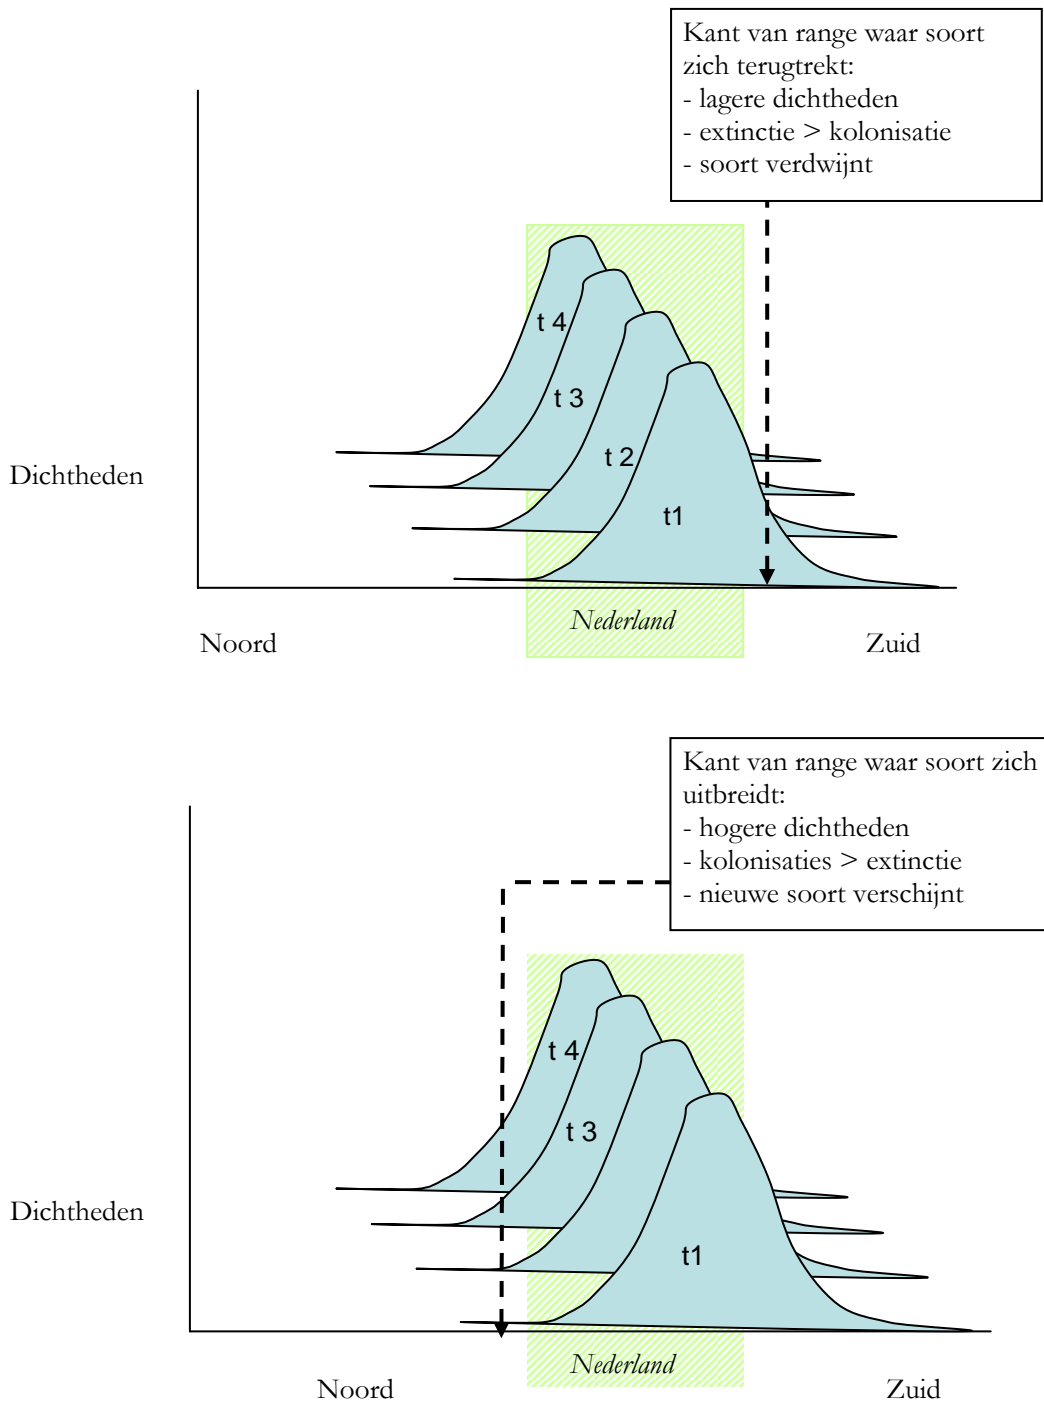 Kant van range waar soort
zich terugtrekt:
- lagere dichtheden
- extinctie > kolonisatie
- soort verdwijnt
t 4
t 3
t 2
t1
Dichtheden
Nederland
Noord
Zuid
Kant van range waar soort zich
uitbreidt:
- hogere dichtheden
- kolonisaties > extinctie
- nieuwe soort verschijnt
t 4
t 3
t1
Dichtheden
Nederland
Noord
Zuid